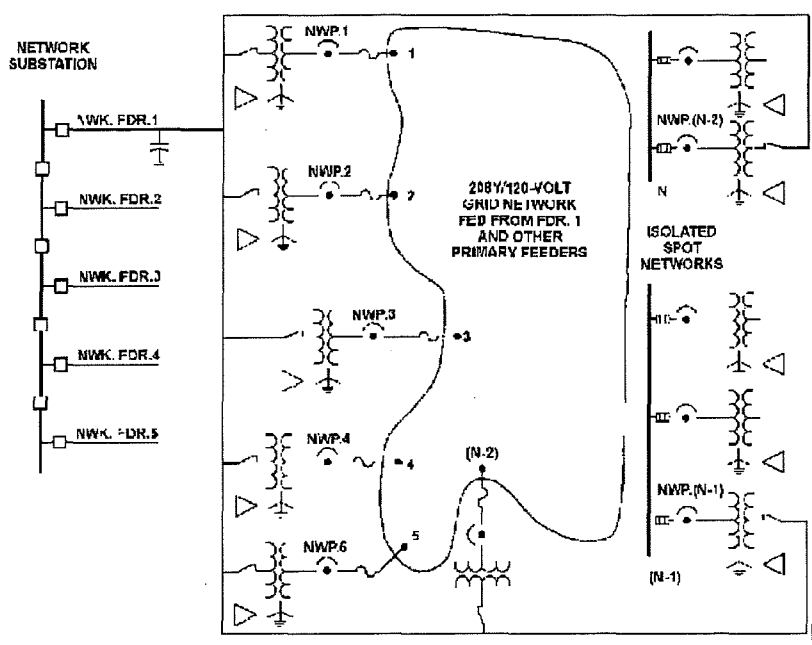 NETWORK
SUBSTATION
NWK. FDR.1
NWK. FDR.2
NWK. FDR.3
NWK. FDR.4
NWK. FDR.5
NWP.1
1
NWP.2
2
NWP.3
3
NWP.4
4
NWP.6
5
(N-2)
208Y/120-VOLT
GRID NETWORK
FED FROM FDR. 1
AND OTHER
PRIMARY FEEDERS
NWP.(N-2)
N
ISOLATED
SPOT
NETWORKS
NWP.(N-1)
(N-1)